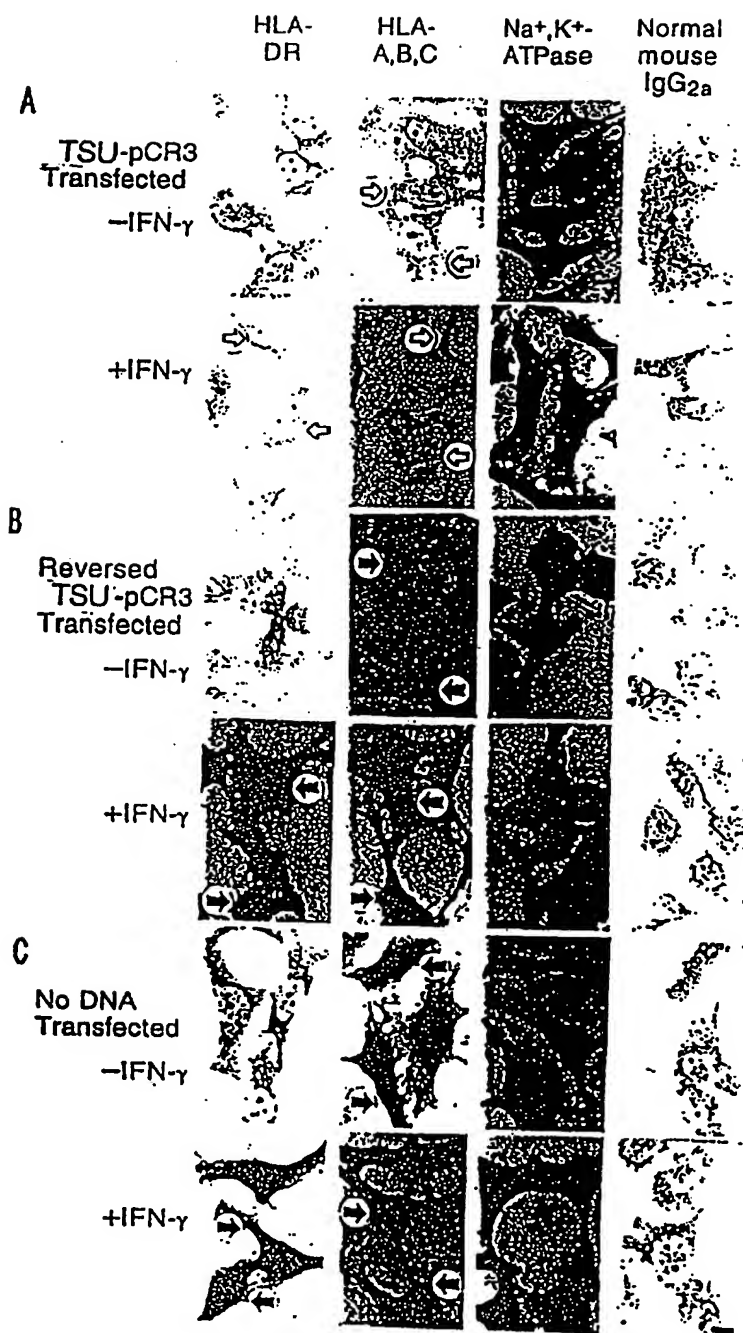 HLA-
DR
HLA-
A,B,C
Na+,K+-
ATPase
Normal
mouse
IgG2a
A
TSU-pCR3
Transfected
−IFN-γ
+IFN-γ
B
Reversed
TSU-pCR3
Transfected
−IFN-γ
+IFN-γ
C
No DNA
Transfected
−IFN-γ
+IFN-γ